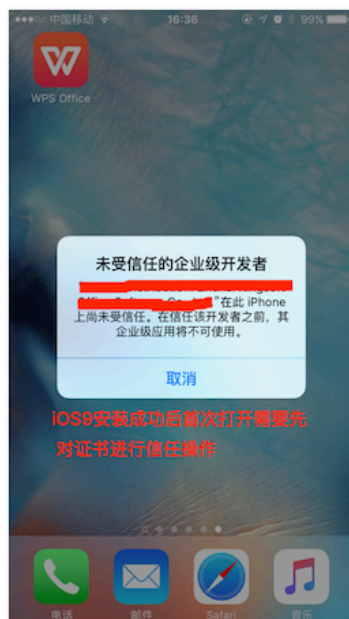 中国移动 16:36 99%
WPS Office
未受信任的企业级开发者
”在此 iPhone
上尚未受信任。在信任该开发者之前，其
企业级应用将不可使用。
取消
iOS9安装成功后首次打开需要先
对证书进行信任操作
电话 邮件 Safari 音乐